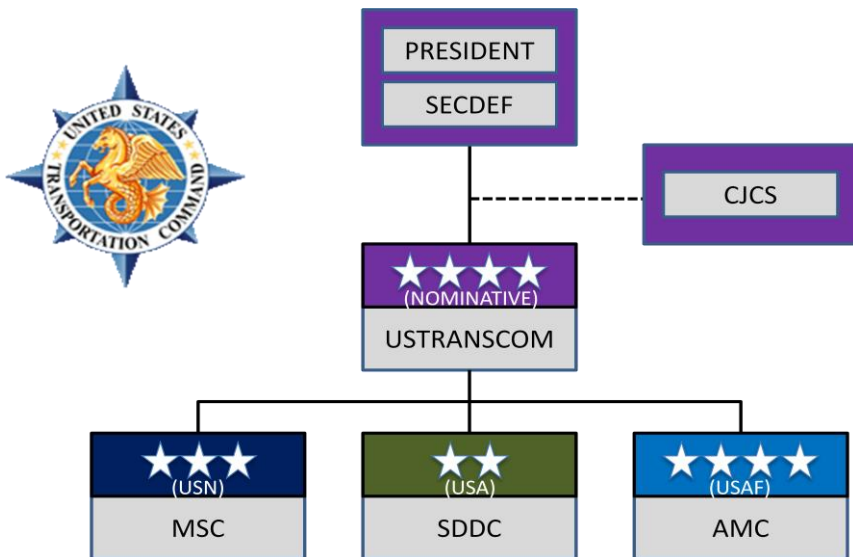 PRESIDENT
SECDEF
UNITED STATES
TRANSPORTATION COMMAND
CJCS
(NOMINATIVE)
USTRANSCOM
(USN)
(USA)
(USAF)
MSC
SDDC
AMC